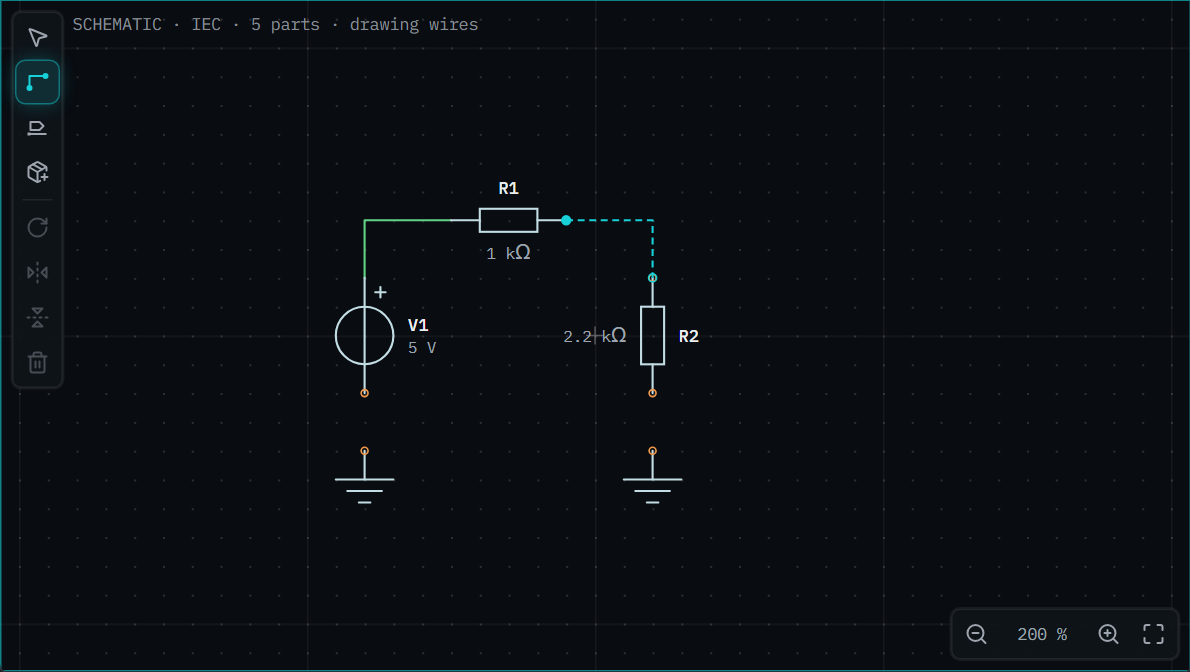 SCHEMATIC · IEC · 5 parts · drawing wires
R1
1 kΩ
+
V1
5 V
2.2 kΩ
R2
200 %